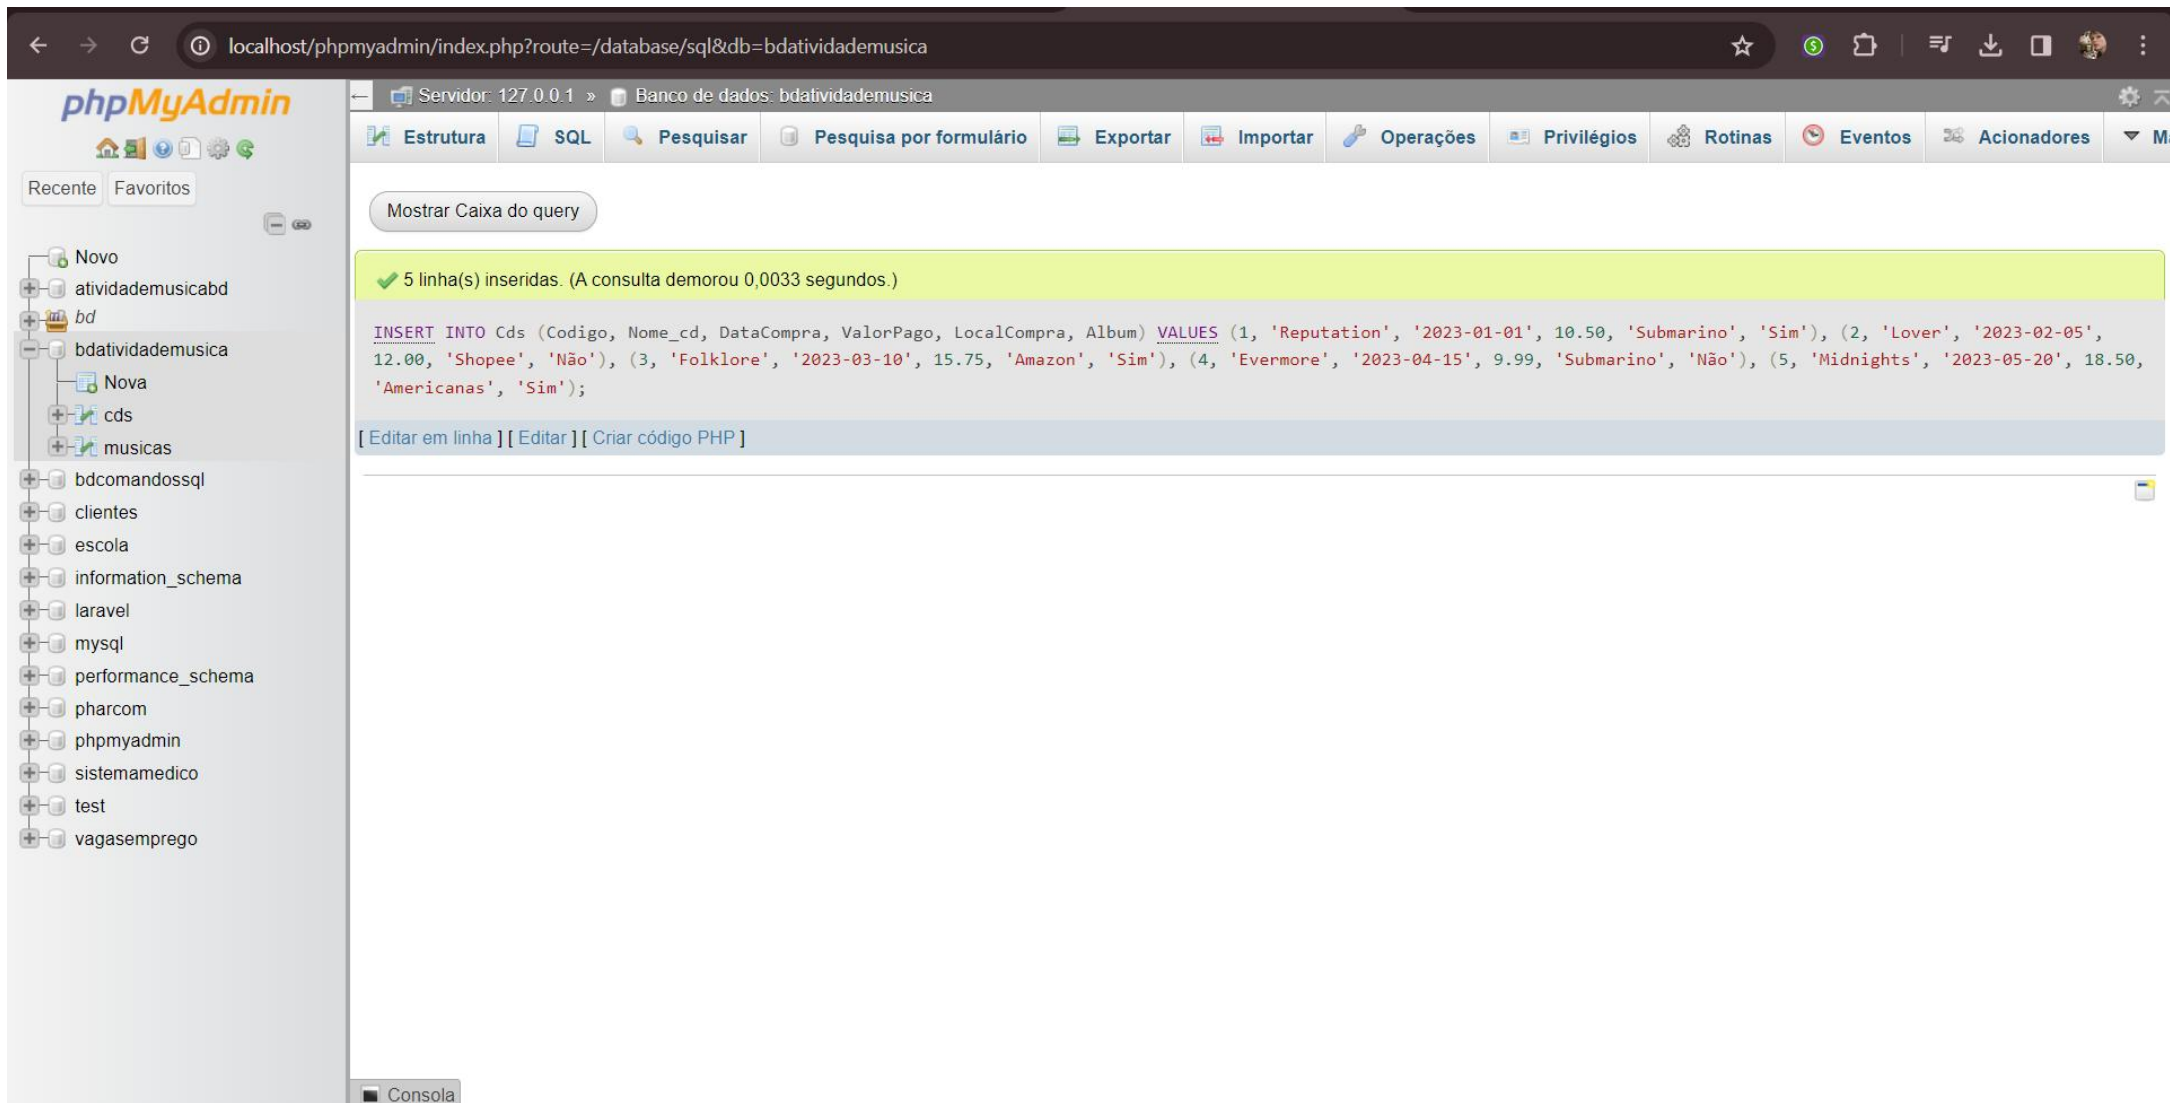 localhost/phpmyadmin/index.php?route=/database/sql&db=bdatividademusica
phpMyAdmin
Recente Favoritos
Novo
atividademusicabd
bd
bdatividademusica
Nova
cds
musicas
bdcomandossql
clientes
escola
information_schema
laravel
mysql
performance_schema
pharcom
phpmyadmin
sistemamedico
test
vagasemprego
Servidor: 127.0.0.1 » Banco de dados: bdatividademusica
Estrutura SQL Pesquisar Pesquisa por formulário Exportar Importar Operações Privilégios Rotinas Eventos Acionadores
Mostrar Caixa do query
5 linha(s) inseridas. (A consulta demorou 0,0033 segundos.)
INSERT INTO Cds (Codigo, Nome_cd, DataCompra, ValorPago, LocalCompra, Album) VALUES (1, 'Reputation', '2023-01-01', 10.50, 'Submarino', 'Sim'), (2, 'Lover', '2023-02-05',
12.00, 'Shopee', 'Não'), (3, 'Folklore', '2023-03-10', 15.75, 'Amazon', 'Sim'), (4, 'Evermore', '2023-04-15', 9.99, 'Submarino', 'Não'), (5, 'Midnights', '2023-05-20', 18.50,
'Americanas', 'Sim');
[ Editar em linha ] [ Editar ] [ Criar código PHP ]
Consola